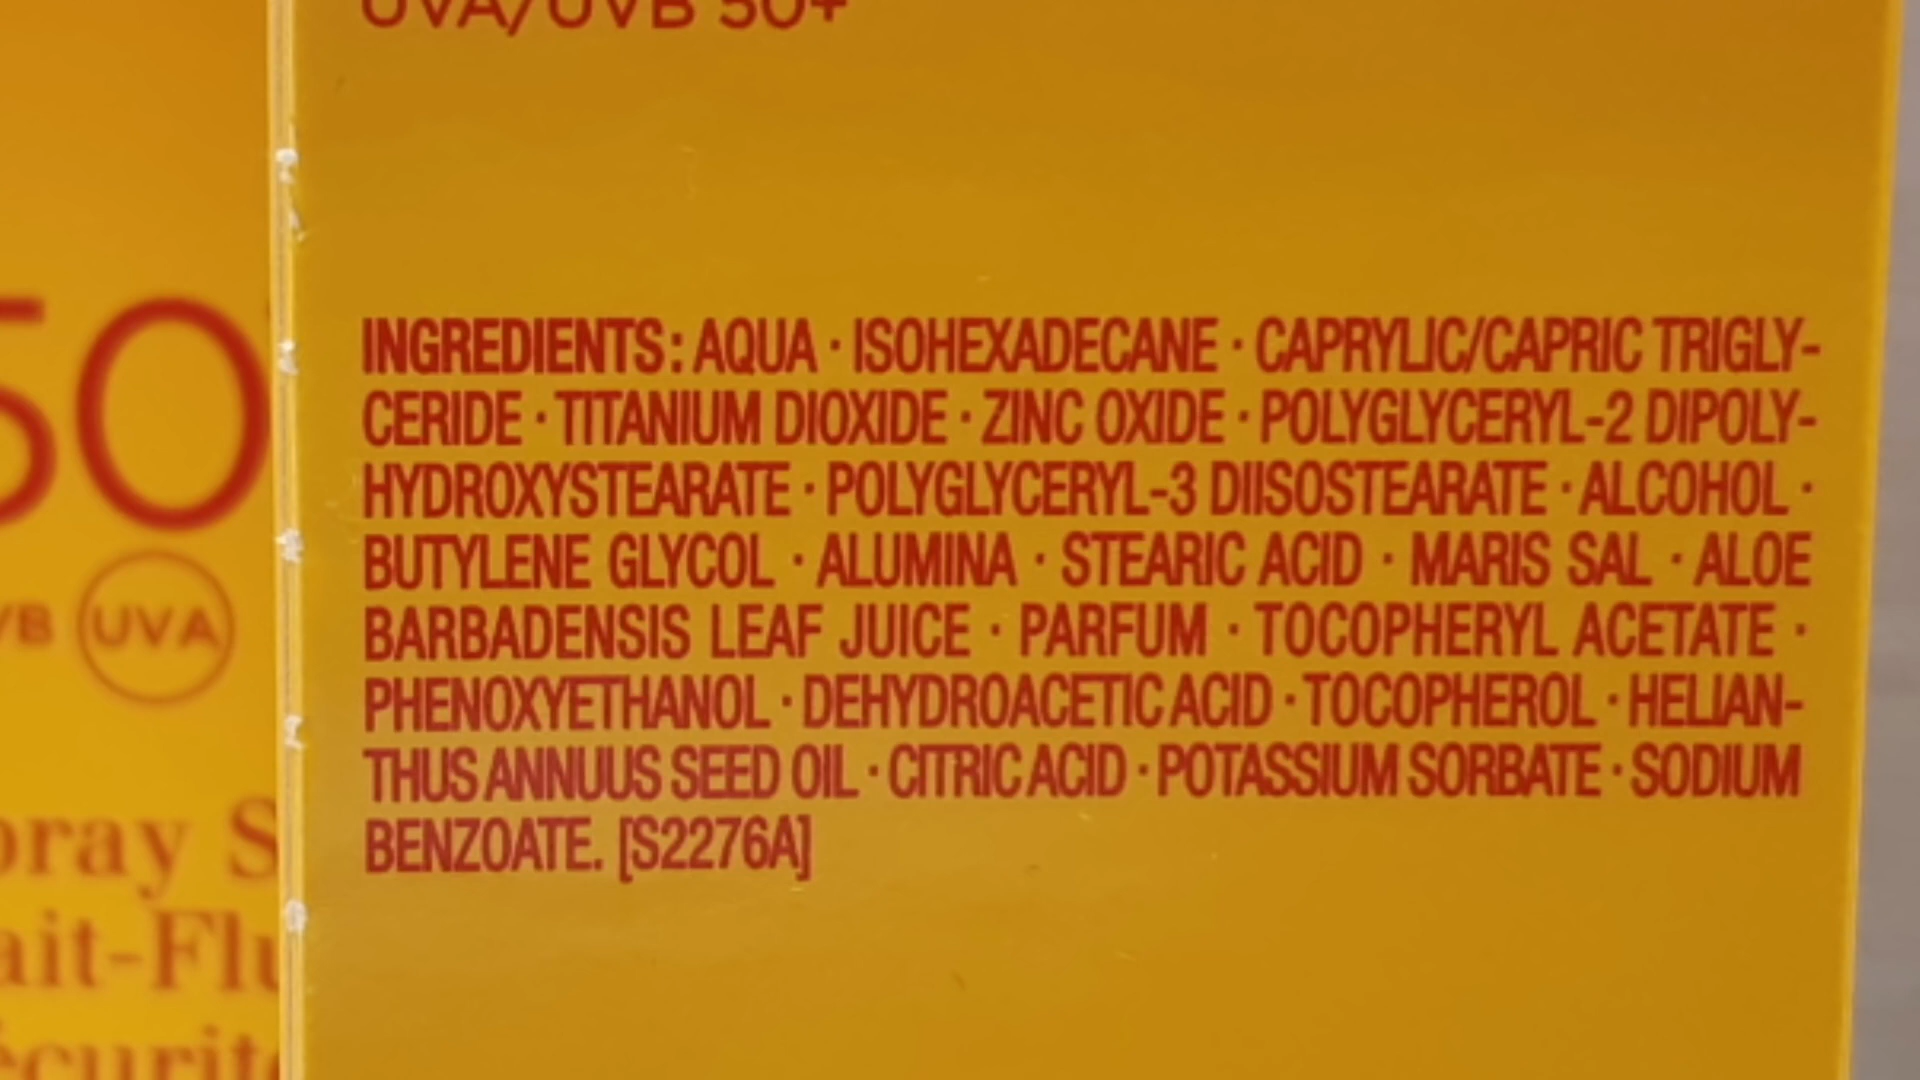 UVA/UVB 50+
INGREDIENTS: AQUA · ISOHEXADECANE · CAPRYLIC/CAPRIC TRIGLY-
CERIDE · TITANIUM DIOXIDE · ZINC OXIDE · POLYGLYCERYL-2 DIPOLY-
HYDROXYSTEARATE · POLYGLYCERYL-3 DIISOSTEARATE · ALCOHOL ·
BUTYLENE GLYCOL · ALUMINA · STEARIC ACID · MARIS SAL · ALOE
BARBADENSIS LEAF JUICE · PARFUM · TOCOPHERYL ACETATE ·
PHENOXYETHANOL · DEHYDROACETIC ACID · TOCOPHEROL · HELIAN-
THUS ANNUUS SEED OIL · CITRIC ACID · POTASSIUM SORBATE · SODIUM
BENZOATE. [S2276A]
50
VB UVA
pray S
ait-Flu
écurité